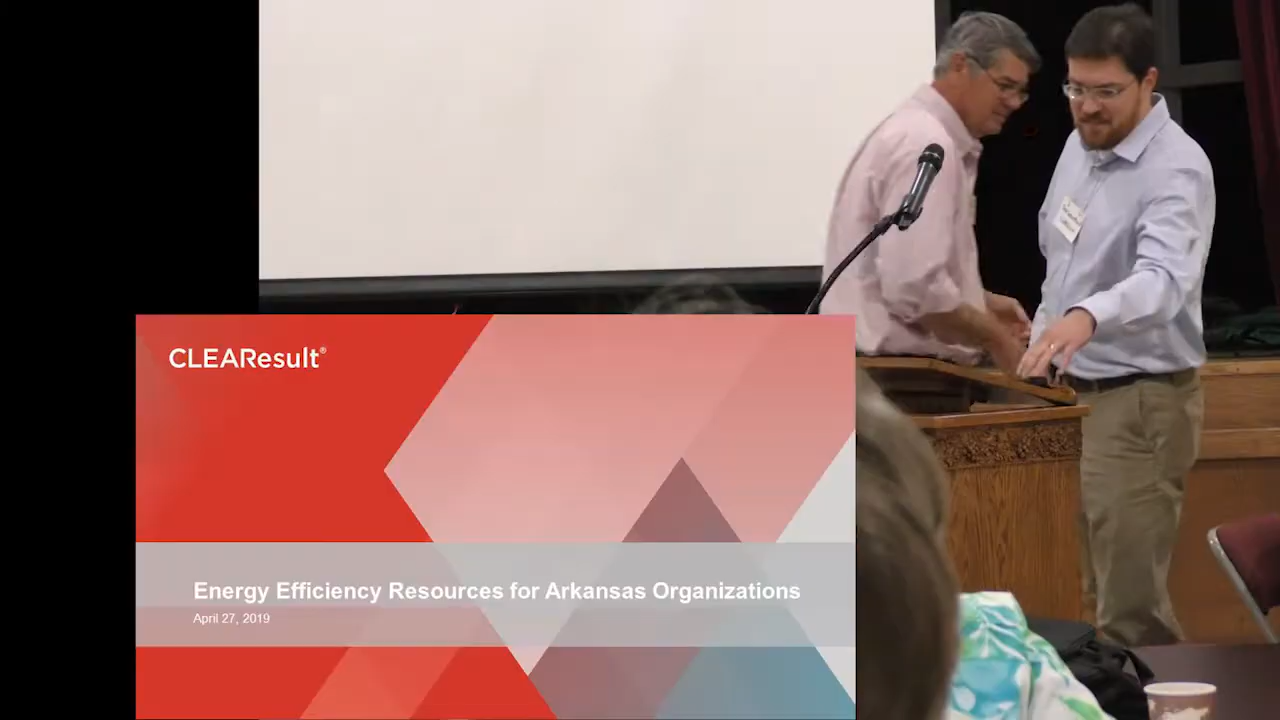 CLEAResult®
Energy Efficiency Resources for Arkansas Organizations
April 27, 2019